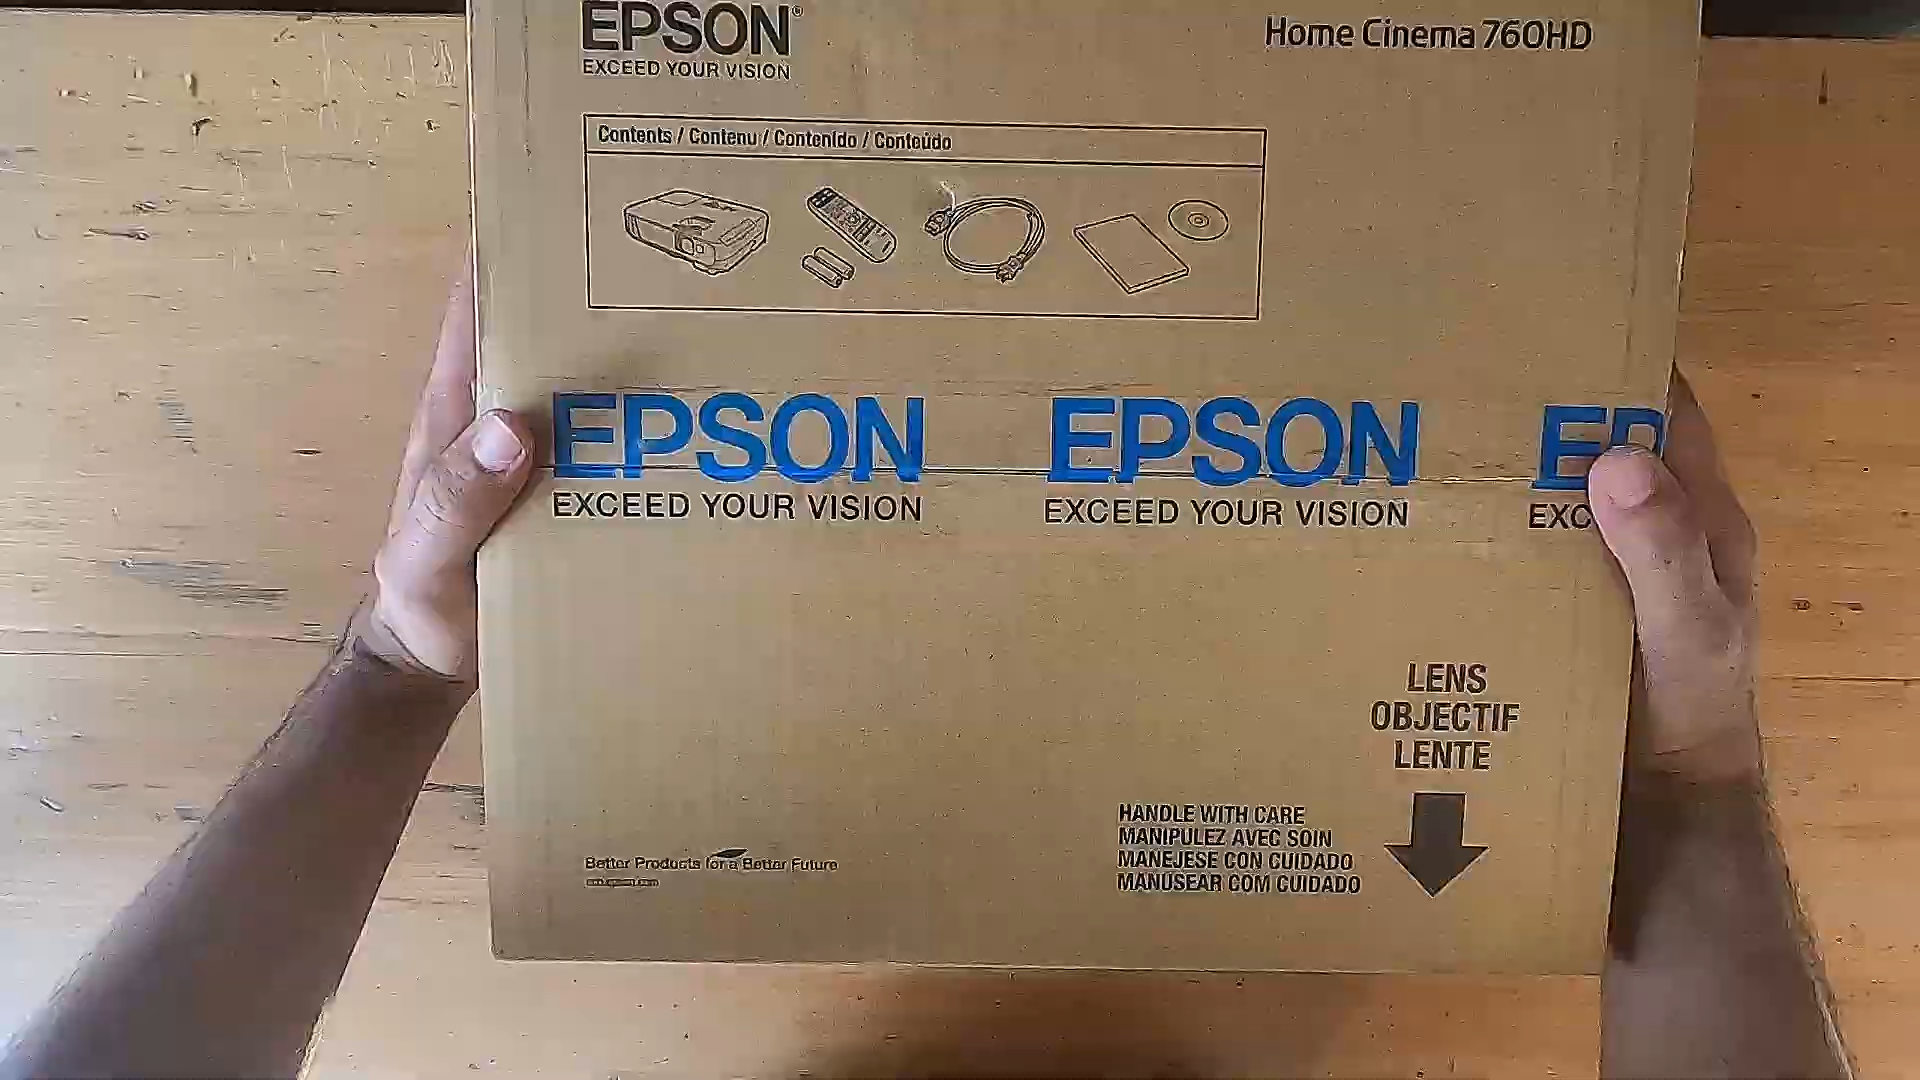 EPSON®
EXCEED YOUR VISION
Home Cinema 760HD
Contents / Contenu / Contenido / Conteúdo
EPSON EPSON EP
EXCEED YOUR VISION EXCEED YOUR VISION EXC
LENS
OBJECTIF
LENTE
HANDLE WITH CARE
MANIPULEZ AVEC SOIN
MANEJESE CON CUIDADO
MANUSEAR COM CUIDADO
Better Products for a Better Future